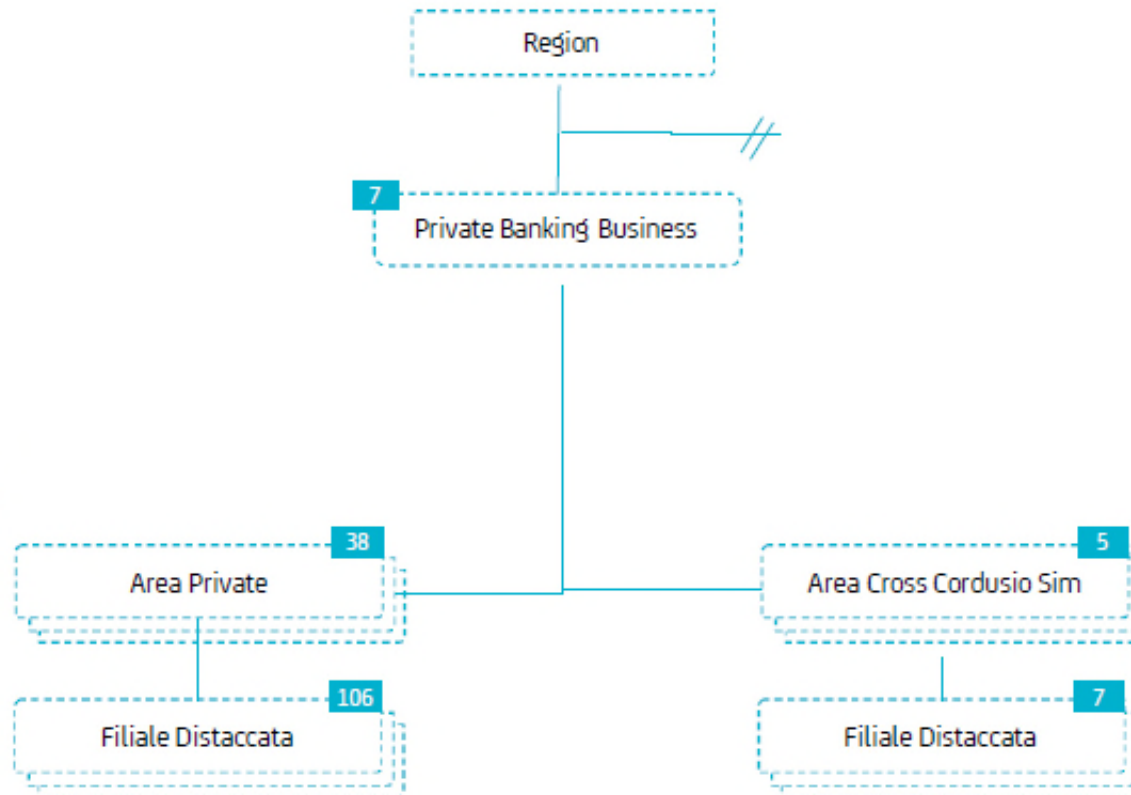 Region
7
Private Banking Business
38
Area Private
5
Area Cross Cordusio Sim
106
Filiale Distaccata
7
Filiale Distaccata